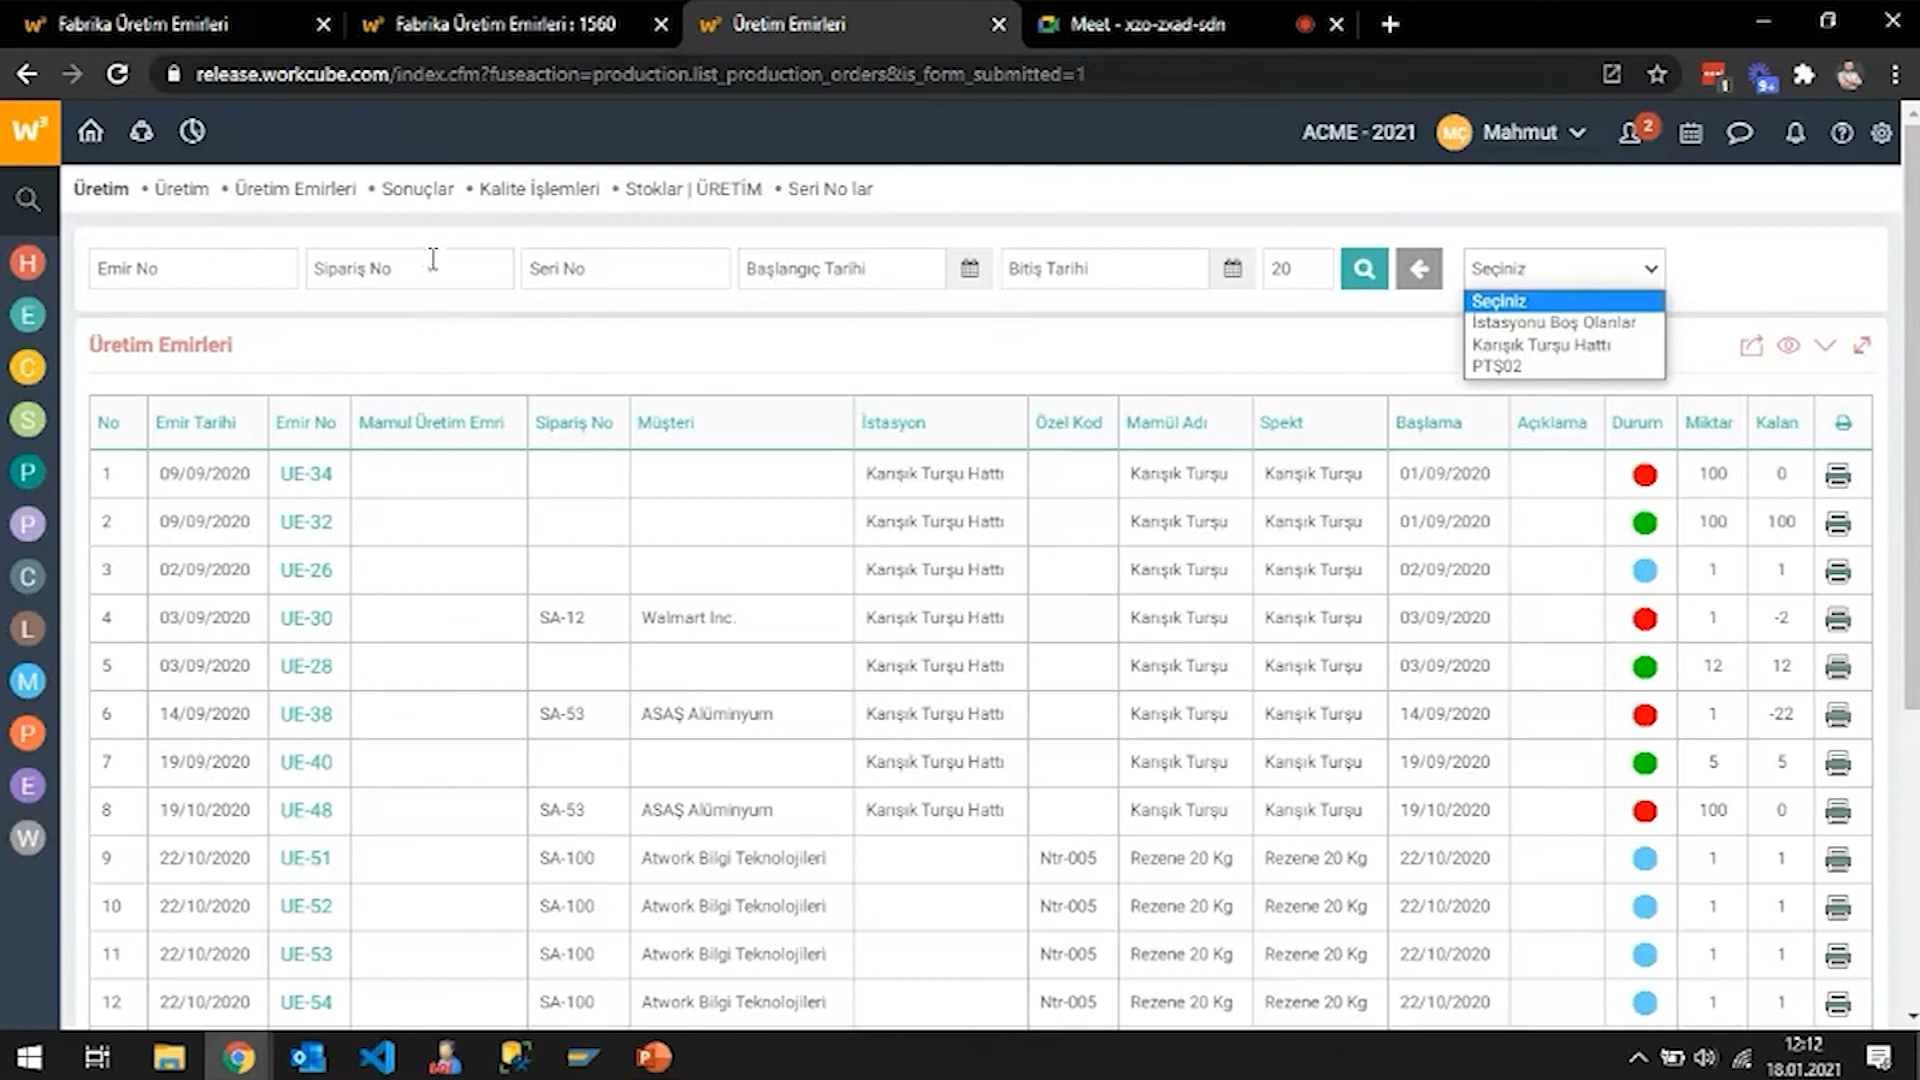 Fabrika Üretim Emirleri
Fabrika Üretim Emirleri : 1560
Üretim Emirleri
Meet - xzo-zxad-sdn
release.workcube.com/index.cfm?fuseaction=production.list_production_orders&is_form_submitted=1
1
9+
W3
ACME - 2021
MC
Mahmut
2
Üretim • Üretim • Üretim Emirleri • Sonuçlar • Kalite İşlemleri • Stoklar | ÜRETİM • Seri No lar
H
E
C
S
P
P
C
L
M
P
E
W
Emir No
Sipariş No
Seri No
Başlangıç Tarihi
Bitiş Tarihi
20
Seçiniz
Seçiniz
İstasyonu Boş Olanlar
Karışık Turşu Hattı
PTŞ02
Üretim Emirleri
No Emir Tarihi Emir No Mamul Üretim Emri Sipariş No Müşteri İstasyon Özel Kod Mamül Adı Spekt Başlama Açıklama Durum Miktar Kalan
1 09/09/2020 UE-34 Karışık Turşu Hattı Karışık Turşu Karışık Turşu 01/09/2020 100 0
2 09/09/2020 UE-32 Karışık Turşu Hattı Karışık Turşu Karışık Turşu 01/09/2020 100 100
3 02/09/2020 UE-26 Karışık Turşu Hattı Karışık Turşu Karışık Turşu 02/09/2020 1 1
4 03/09/2020 UE-30 SA-12 Walmart Inc. Karışık Turşu Hattı Karışık Turşu Karışık Turşu 03/09/2020 1 -2
5 03/09/2020 UE-28 Karışık Turşu Hattı Karışık Turşu Karışık Turşu 03/09/2020 12 12
6 14/09/2020 UE-38 SA-53 ASAŞ Alüminyum Karışık Turşu Hattı Karışık Turşu Karışık Turşu 14/09/2020 1 -22
7 19/09/2020 UE-40 Karışık Turşu Hattı Karışık Turşu Karışık Turşu 19/09/2020 5 5
8 19/10/2020 UE-48 SA-53 ASAŞ Alüminyum Karışık Turşu Hattı Karışık Turşu Karışık Turşu 19/10/2020 100 0
9 22/10/2020 UE-51 SA-100 Atwork Bilgi Teknolojileri Ntr-005 Rezene 20 Kg Rezene 20 Kg 22/10/2020 1 1
10 22/10/2020 UE-52 SA-100 Atwork Bilgi Teknolojileri Ntr-005 Rezene 20 Kg Rezene 20 Kg 22/10/2020 1 1
11 22/10/2020 UE-53 SA-100 Atwork Bilgi Teknolojileri Ntr-005 Rezene 20 Kg Rezene 20 Kg 22/10/2020 1 1
12 22/10/2020 UE-54 SA-100 Atwork Bilgi Teknolojileri Ntr-005 Rezene 20 Kg Rezene 20 Kg 22/10/2020 1 1
12:12
18.01.2021